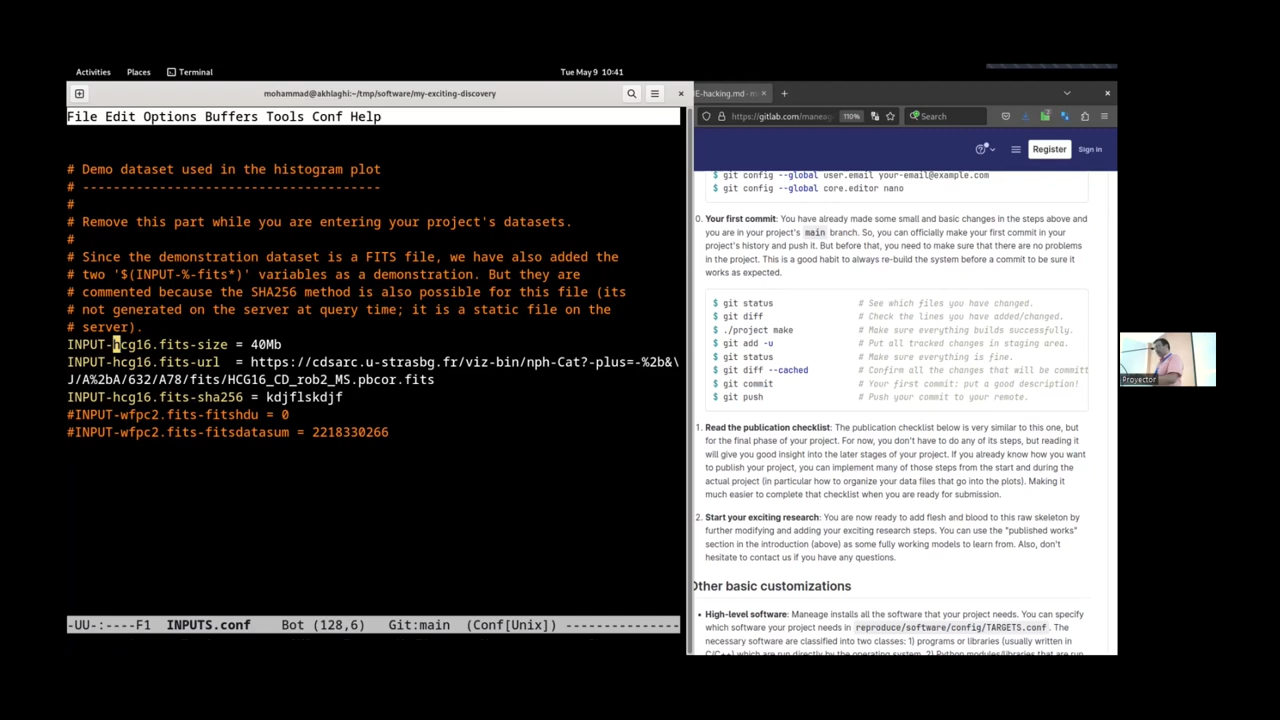 Activities Places Terminal Tue May 9 10:41
mohammad@akhlaghi:~/tmp/software/my-exciting-discovery
File Edit Options Buffers Tools Conf Help
# Demo dataset used in the histogram plot
# ----------------------------------
#
# Remove this part while you are entering your project's datasets.
#
# Since the demonstration dataset is a FITS file, we have also added the
# two '$(INPUT-%-fits*)' variables as a demonstration. But they are
# commented because the SHA256 method is also possible for this file (its
# not generated on the server at query time; it is a static file on the
# server).
INPUT-hcg16.fits-size = 40Mb
INPUT-hcg16.fits-url  = https://cdsarc.u-strasbg.fr/viz-bin/nph-Cat?-plus=-%2b&\
J/A%2bA/632/A78/fits/HCG16_CD_rob2_MS.pbcor.fits
INPUT-hcg16.fits-sha256 = kdjflskdjf
#INPUT-wfpc2.fits-fitshdu = 0
#INPUT-wfpc2.fits-fitsdatasum = 2218330266
-UU-:----F1  INPUTS.conf    Bot (128,6)   Git:main  (Conf[Unix]) ---------------
E-hacking.md · ma
https://gitlab.com/manea 110% Search
Register Sign in
$ git config --global user.email your-email@example.com
$ git config --global core.editor nano
0. Your first commit: You have already made some small and basic changes in the steps above and
you are in your project's main branch. So, you can officially make your first commit in your
project's history and push it. But before that, you need to make sure that there are no problems
in the project. This is a good habit to always re-build the system before a commit to be sure it
works as expected.
$ git status # See which files you have changed.
$ git diff # Check the lines you have added/changed.
$ ./project make # Make sure everything builds successfully.
$ git add -u # Put all tracked changes in staging area.
$ git status # Make sure everything is fine.
$ git diff --cached # Confirm all the changes that will be committ
$ git commit # Your first commit: put a good description!
$ git push # Push your commit to your remote.
1. Read the publication checklist: The publication checklist below is very similar to this one, but
for the final phase of your project. For now, you don't have to do any of its steps, but reading it
will give you good insight into the later stages of your project. If you already know how you want
to publish your project, you can implement many of those steps from the start and during the
actual project (in particular how to organize your data files that go into the plots). Making it
much easier to complete that checklist when you are ready for submission.
2. Start your exciting research: You are now ready to add flesh and blood to this raw skeleton by
further modifying and adding your exciting research steps. You can use the "published works"
section in the introduction (above) as some fully working models to learn from. Also, don't
hesitate to contact us if you have any questions.
Other basic customizations
• High-level software: Maneage installs all the software that your project needs. You can specify
which software your project needs in reproduce/software/config/TARGETS.conf. The
necessary software are classified into two classes: 1) programs or libraries (usually written in
C/C++) which are run directly by the operating system. 2) Python modules/libraries that are run
Proyector